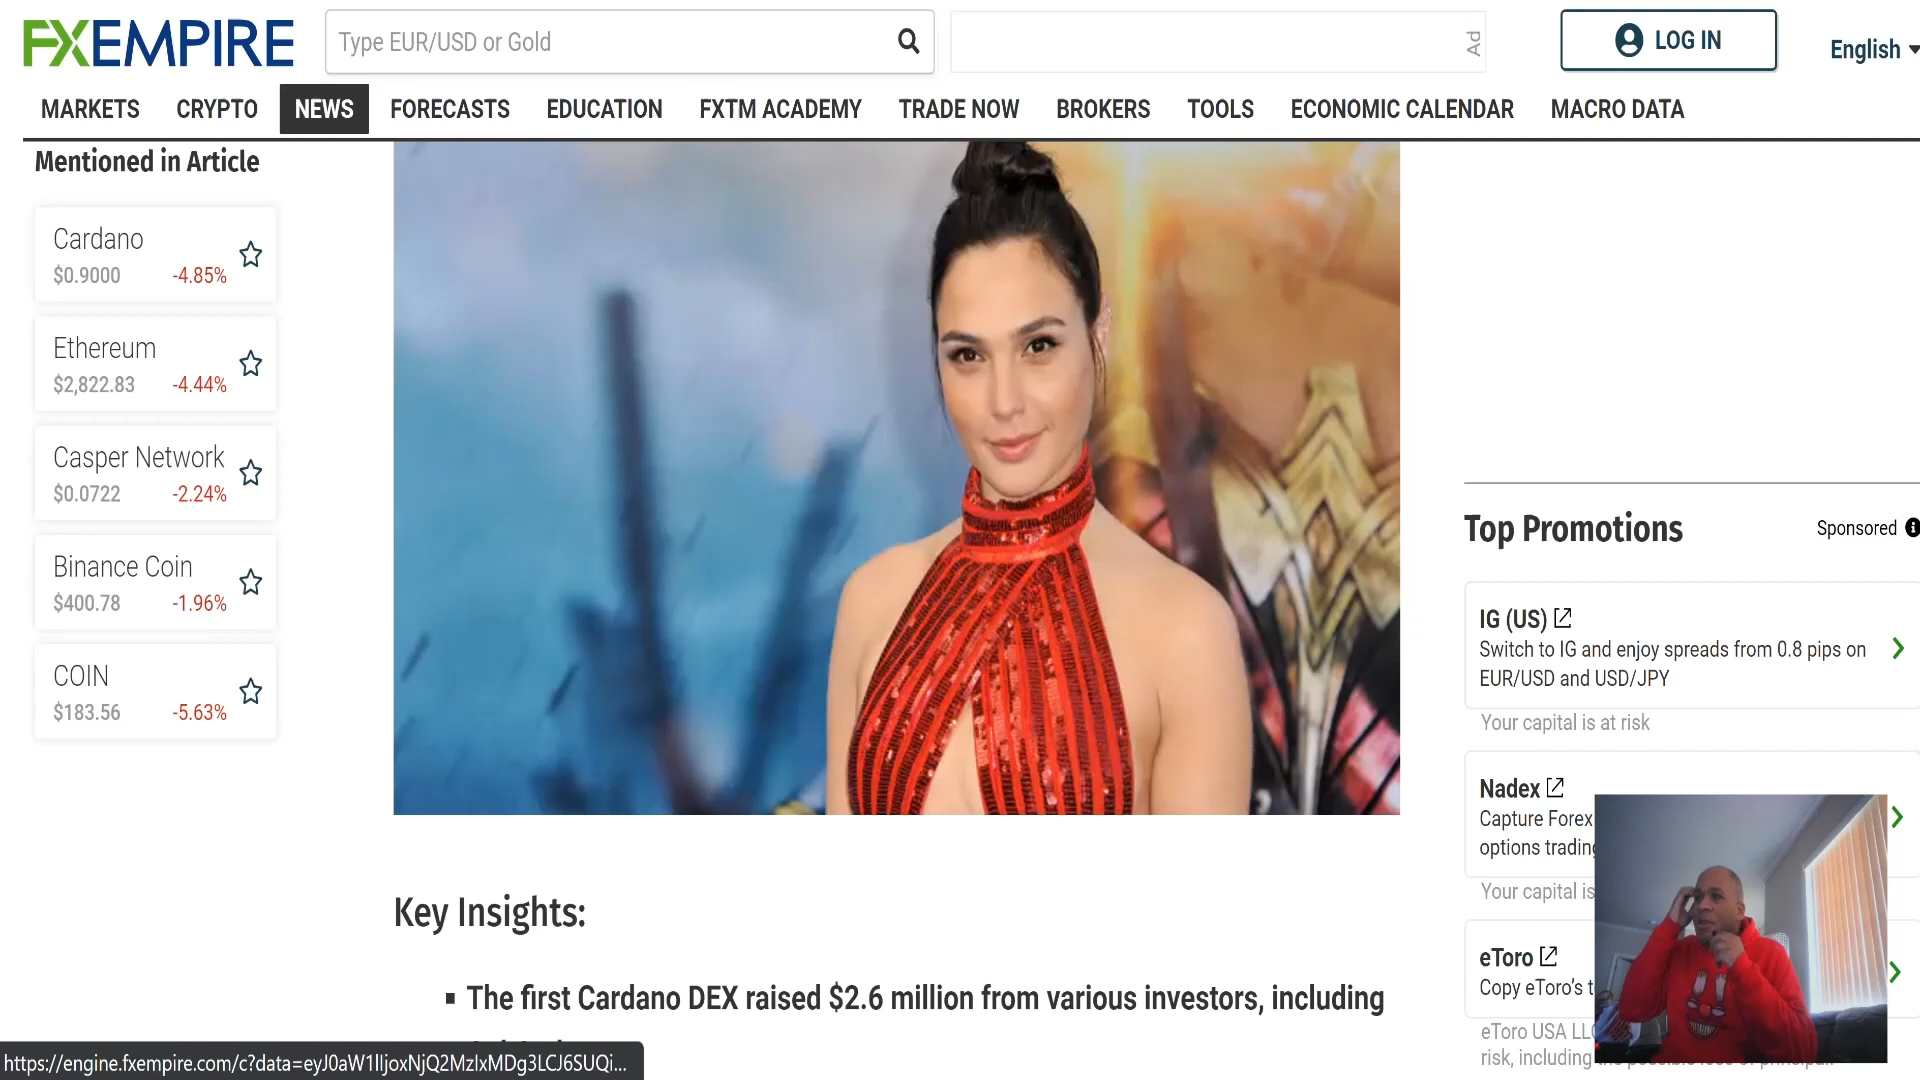 FXEMPIRE
Type EUR/USD or Gold
Ad
LOG IN
English
MARKETS CRYPTO NEWS FORECASTS EDUCATION FXTM ACADEMY TRADE NOW BROKERS TOOLS ECONOMIC CALENDAR MACRO DATA
Mentioned in Article
Cardano
$0.9000 -4.85%
Ethereum
$2,822.83 -4.44%
Casper Network
$0.0722 -2.24%
Binance Coin
$400.78 -1.96%
COIN
$183.56 -5.63%
Key Insights:
▪ The first Cardano DEX raised $2.6 million from various investors, including
Top Promotions Sponsored
IG (US)
Switch to IG and enjoy spreads from 0.8 pips on
EUR/USD and USD/JPY
Your capital is at risk
Nadex
Capture Forex
options trading
Your capital is
eToro
Copy eToro's t
eToro USA LLC
risk, including
https://engine.fxempire.com/c?data=eyJ0aW1lIjoxNjQ2MzIxMDg3LCJ6SUQi...